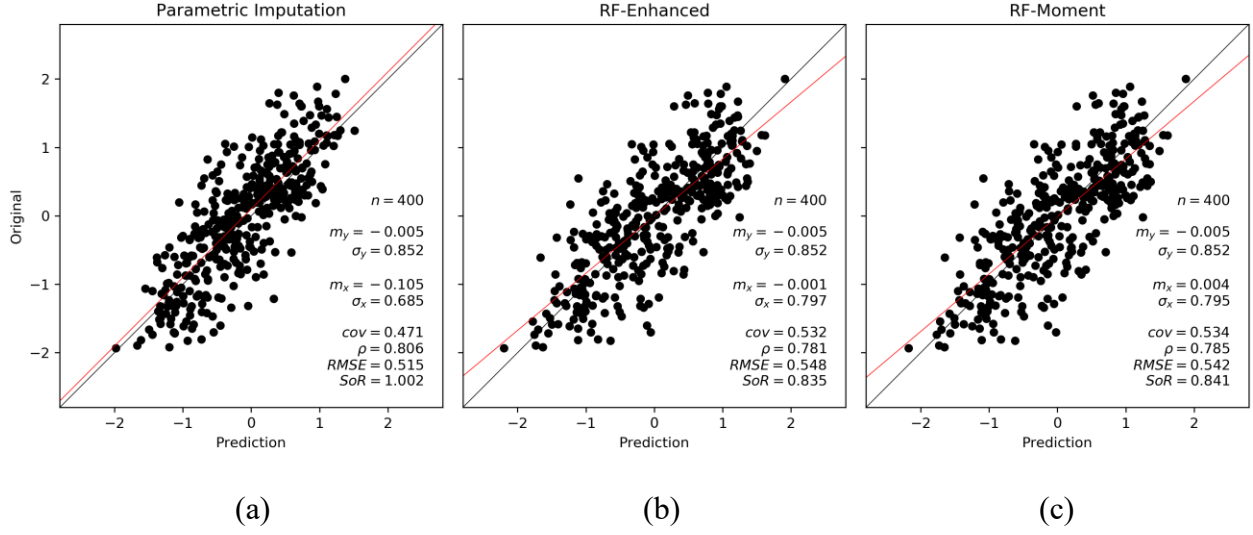 Parametric Imputation
RF-Enhanced
RF-Moment
Original
2
1
0
−1
−2
n = 400
m_y = −0.005
σ_y = 0.852
m_x = −0.105
σ_x = 0.685
cov = 0.471
ρ = 0.806
RMSE = 0.515
SoR = 1.002
−2 −1 0 1 2
Prediction
n = 400
m_y = −0.005
σ_y = 0.852
m_x = −0.001
σ_x = 0.797
cov = 0.532
ρ = 0.781
RMSE = 0.548
SoR = 0.835
−2 −1 0 1 2
Prediction
n = 400
m_y = −0.005
σ_y = 0.852
m_x = 0.004
σ_x = 0.795
cov = 0.534
ρ = 0.785
RMSE = 0.542
SoR = 0.841
−2 −1 0 1 2
Prediction
(a)
(b)
(c)